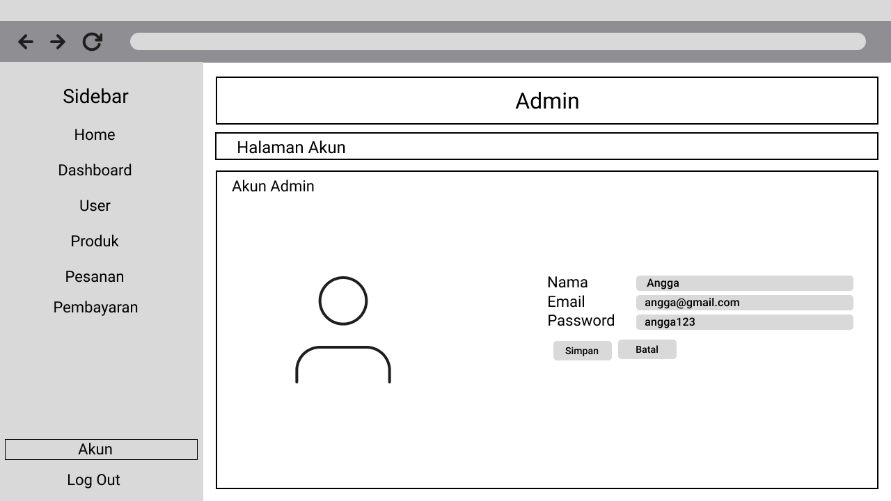 Sidebar
Home
Dashboard
User
Produk
Pesanan
Pembayaran
Akun
Log Out
Admin
Halaman Akun
Akun Admin
Nama Angga
Email angga@gmail.com
Password angga123
Simpan Batal